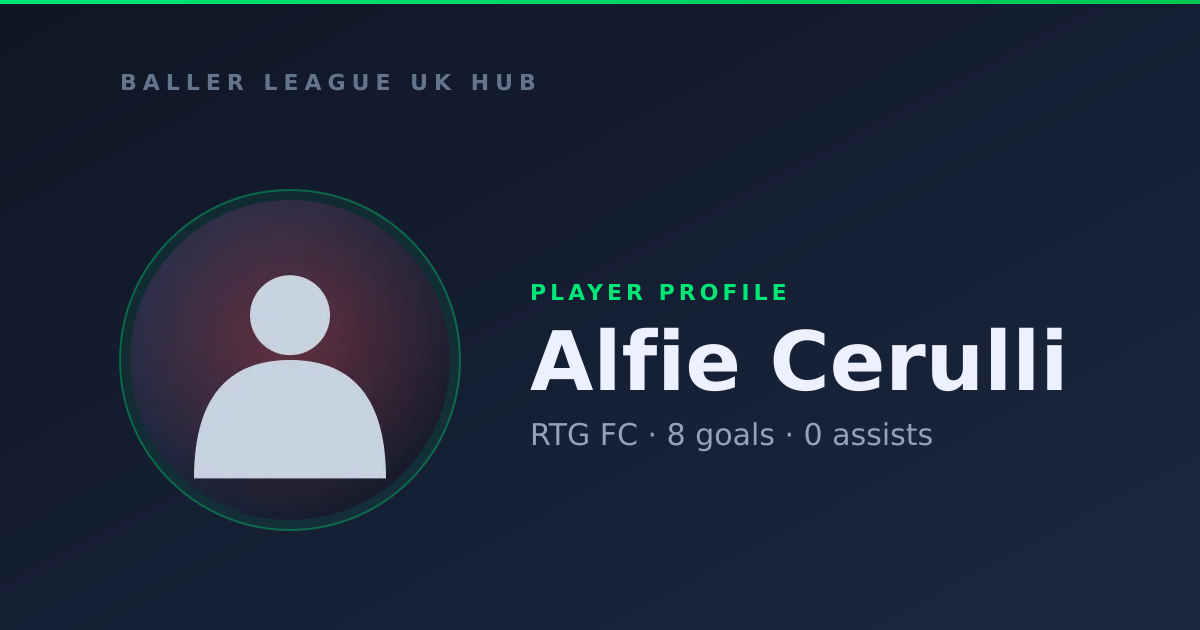 BALLER LEAGUE UK HUB
PLAYER PROFILE
Alfie Cerulli
RTG FC · 8 goals · 0 assists